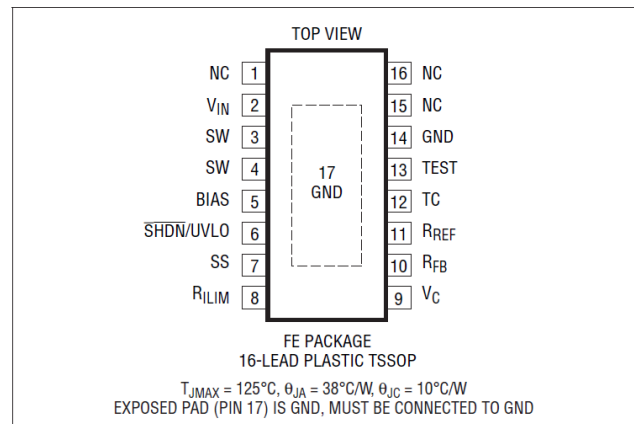 TOP VIEW
NC 1 16 NC
VIN 2 15 NC
SW 3 14 GND
SW 4 13 TEST
BIAS 5 12 TC
SHDN/UVLO 6 11 RREF
SS 7 10 RFB
RILIM 8 9 VC
17
GND
FE PACKAGE
16-LEAD PLASTIC TSSOP
TJMAX = 125°C, θJA = 38°C/W, θJC = 10°C/W
EXPOSED PAD (PIN 17) IS GND, MUST BE CONNECTED TO GND